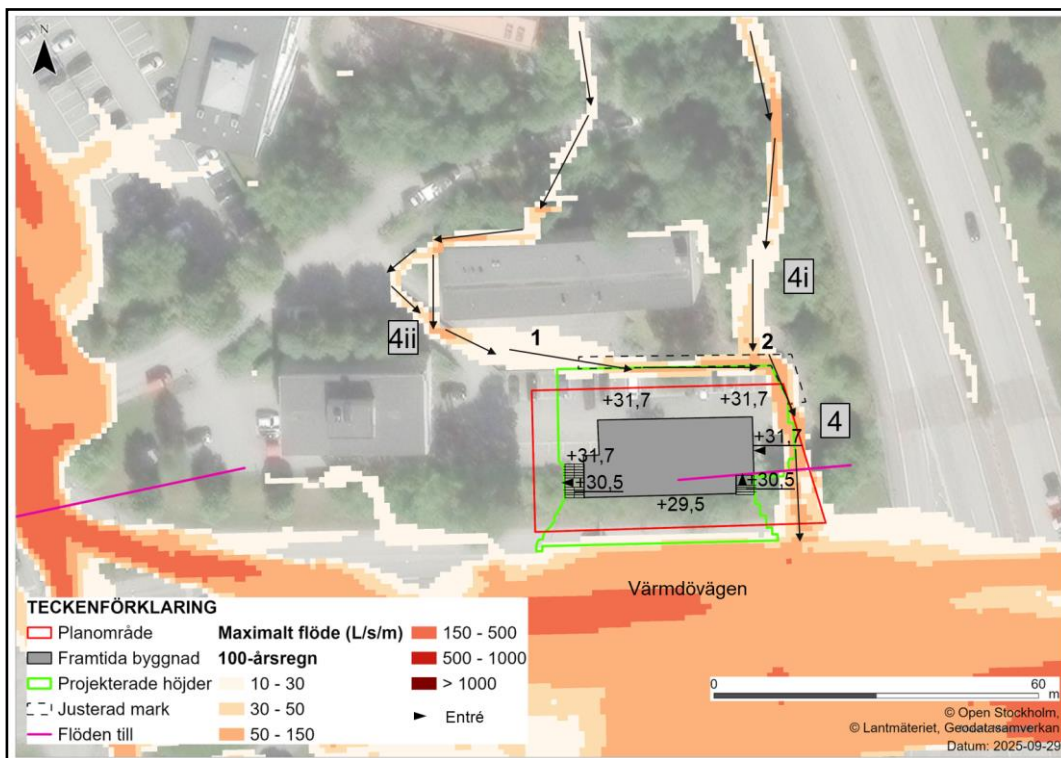 N
4i
1
2
4ii
4
+31,7
+31,7
+31,7
+31,7
+30,5
+30,5
+29,5
Värmdövägen
TECKENFÖRKLARING
Planområde
Framtida byggnad
Projekterade höjder
Justerad mark
Flöden till
Maximalt flöde (L/s/m)
100-årsregn
10 - 30
30 - 50
50 - 150
150 - 500
500 - 1000
> 1000
Entré
0
60
m
© Open Stockholm,
© Lantmäteriet, Geodatasamverkan
Datum: 2025-09-29